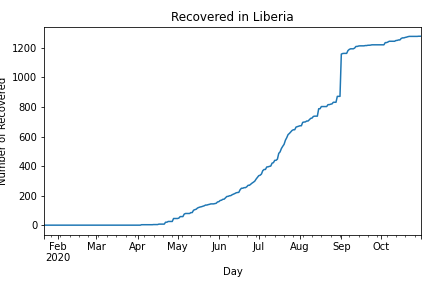 Recovered in Liberia
Number of Recovered
1200
1000
800
600
400
200
0
Feb Mar Apr May Jun Jul Aug Sep Oct
2020
Day